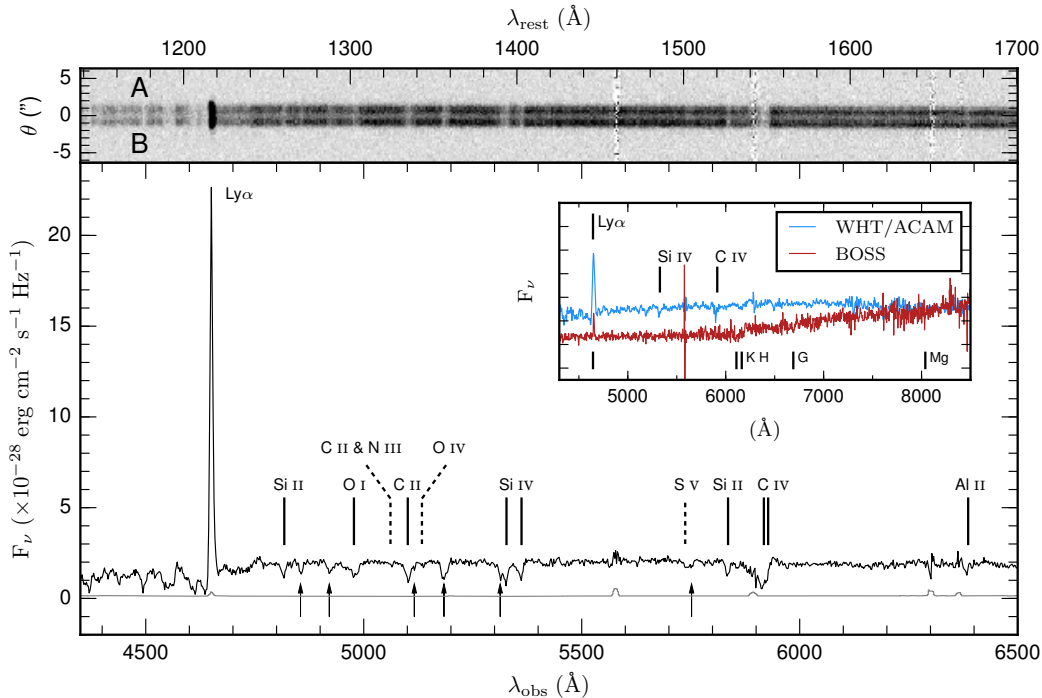 λrest (Å)
1200 1300 1400 1500 1600 1700
θ (")
5
0
-5
A
B
Fν (×10−28 erg cm−2 s−1 Hz−1)
20
15
10
5
0
Lyα
C II & N III O IV
Si II O I C II Si IV S V Si II C IV Al II
Fν
Lyα
Si IV C IV
WHT/ACAM
BOSS
K H G Mg
5000 6000 7000 8000
(Å)
4500 5000 5500 6000 6500
λobs (Å)